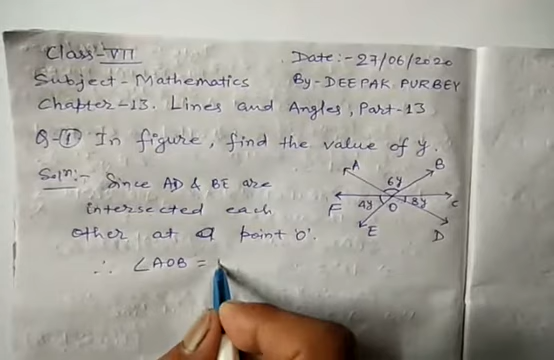 Class-VII
Date:- 27/06/2020
Subject-Mathematics
By-DEEPAK PURBEY
Chapter-13. Lines and Angles, Part-13
Q-① In figure, find the value of y.
Soln:- Since AD & BE are
intersected each
other at a point 'O'.
∴ ∠AOB =
A
B
6y
F
4y
O
8y
C
E
D